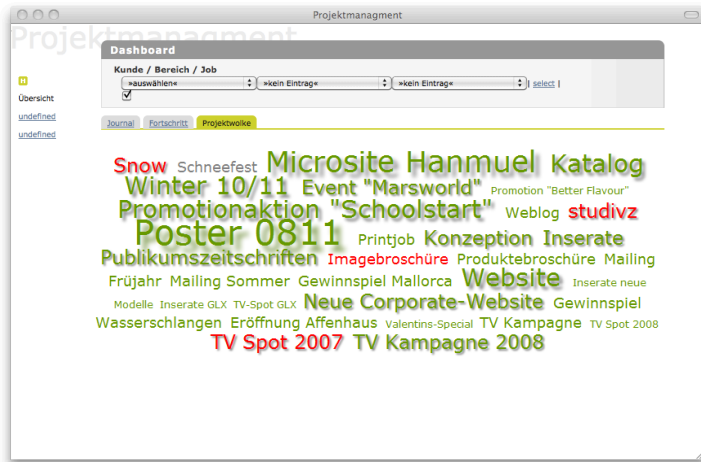 Projektmanagment
Projektmanagment
Dashboard
Kunde / Bereich / Job
»auswählen« »kein Eintrag« »kein Eintrag« | select |
N
Übersicht
undefined
undefined
Journal Fortschritt Projektwolke
Snow Schneefest Microsite Hanmuel Katalog
Winter 10/11 Event "Marsworld" Promotion "Better Flavour"
Promotionaktion "Schoolstart" Weblog studivz
Poster 0811 Printjob Konzeption Inserate
Publikumszeitschriften Imagebroschüre Produktebroschüre Mailing
Früjahr Mailing Sommer Gewinnspiel Mallorca Website Inserate neue
Modelle Inserate GLX TV-Spot GLX Neue Corporate-Website Gewinnspiel
Wasserschlangen Eröffnung Affenhaus Valentins-Special TV Kampagne TV Spot 2008
TV Spot 2007 TV Kampagne 2008